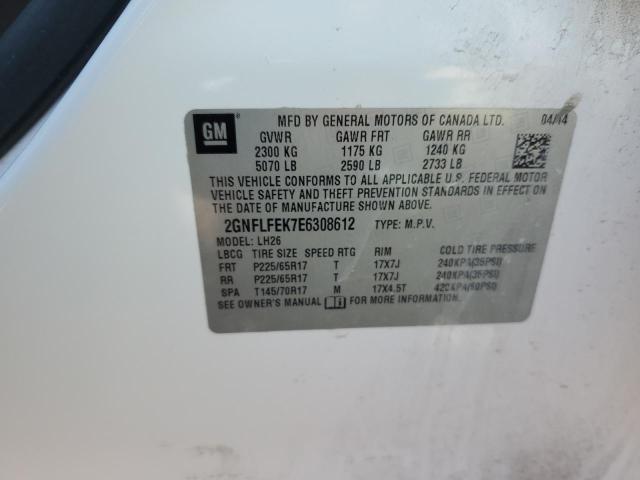 GM ®
MFD BY GENERAL MOTORS OF CANADA LTD. 04/14
GVWR GAWR FRT GAWR RR
2300 KG 1175 KG 1240 KG
5070 LB 2590 LB 2733 LB
THIS VEHICLE CONFORMS TO ALL APPLICABLE U.S. FEDERAL MOTOR
VEHICLE SAFETY AND THEFT PREVENTION STANDARDS IN EFFECT ON
THE DATE OF MANUFACTURE SHOWN ABOVE.
2GNFLFEK7E6308612 TYPE: M.P.V.
MODEL: LH26
LBCG TIRE SIZE SPEED RTG RIM COLD TIRE PRESSURE
FRT P225/65R17 T 17X7J 240KPA(35PSI)
RR P225/65R17 T 17X7J 240KPA(35PSI)
SPA T145/70R17 M 17X4.5T 420KPA(60PSI)
SEE OWNER'S MANUAL FOR MORE INFORMATION.